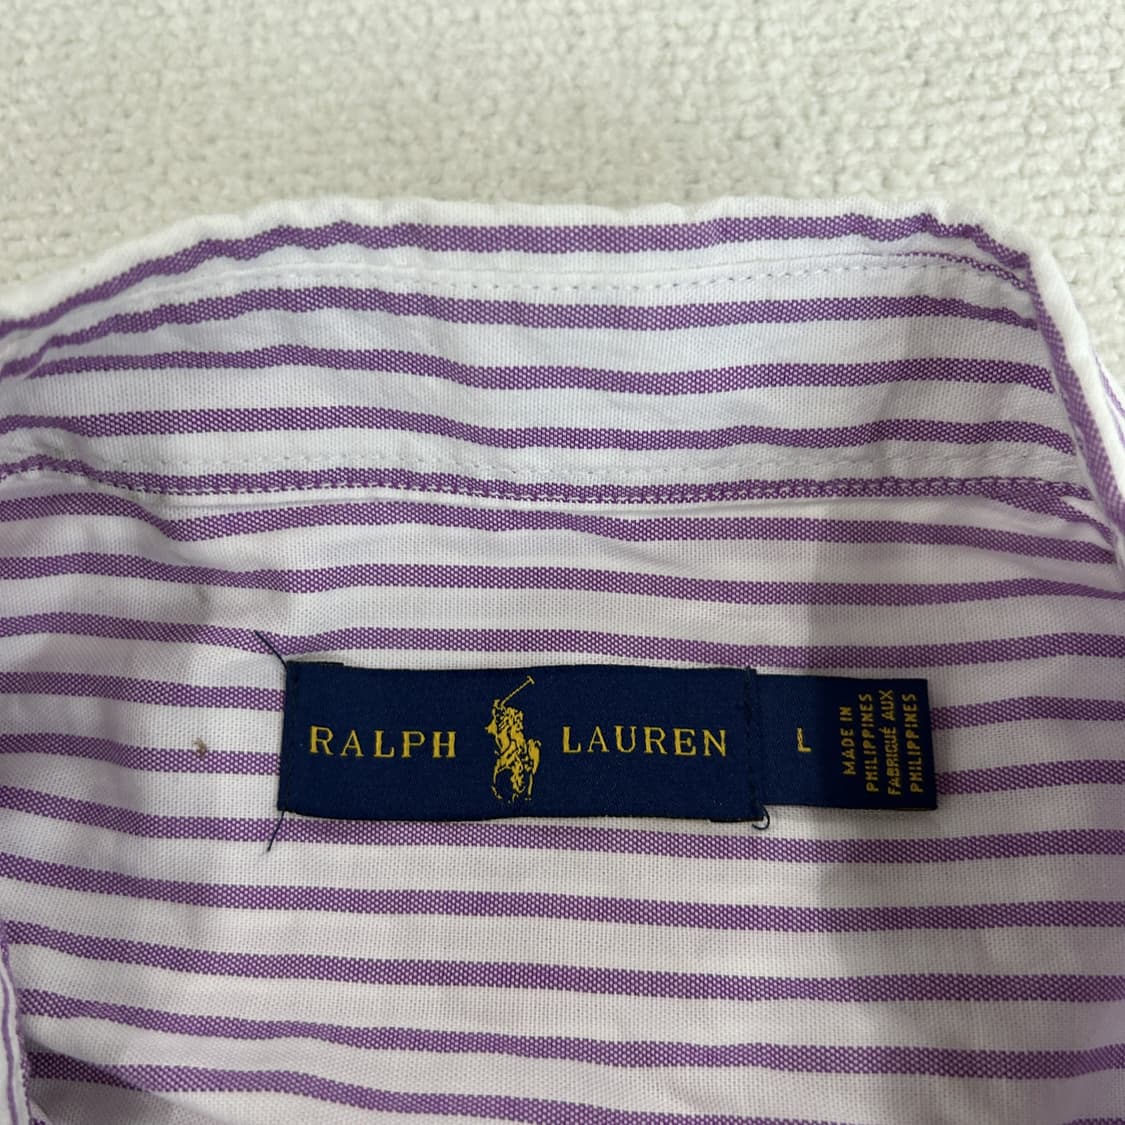 RALPH LAUREN
L
MADE IN
PHILIPPINES
FABRIQUÉ AUX
PHILIPPINES